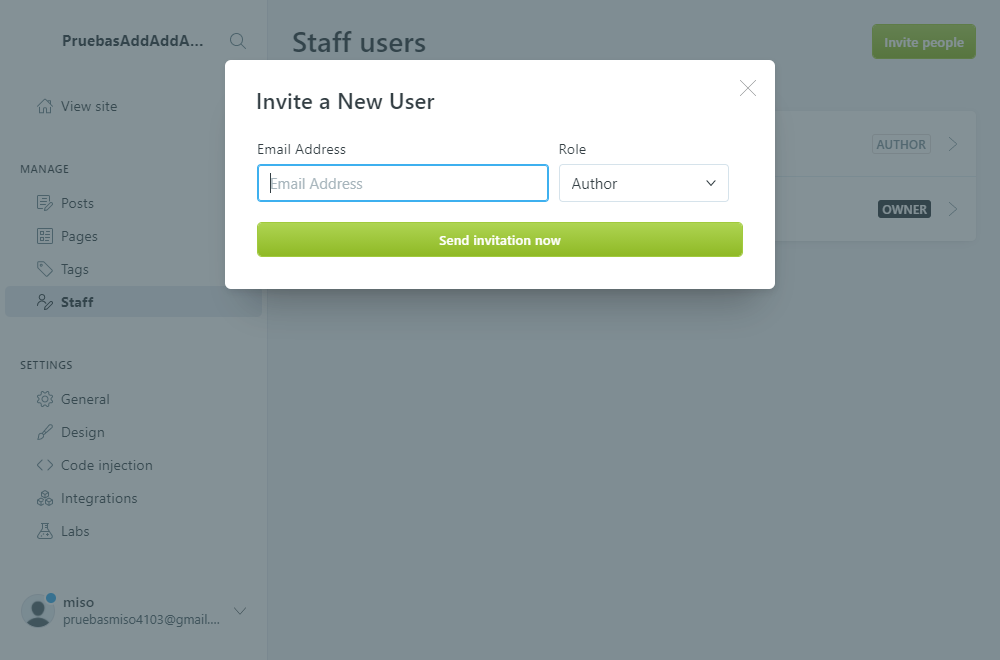 PruebasAddAddA...
View site
MANAGE
Posts
Pages
Tags
Staff
SETTINGS
General
Design
Code injection
Integrations
Labs
miso
pruebasmiso4103@gmail....
Staff users
Invite people
Invite a New User
Email Address
Role
Email Address
Author
Send invitation now
AUTHOR
OWNER